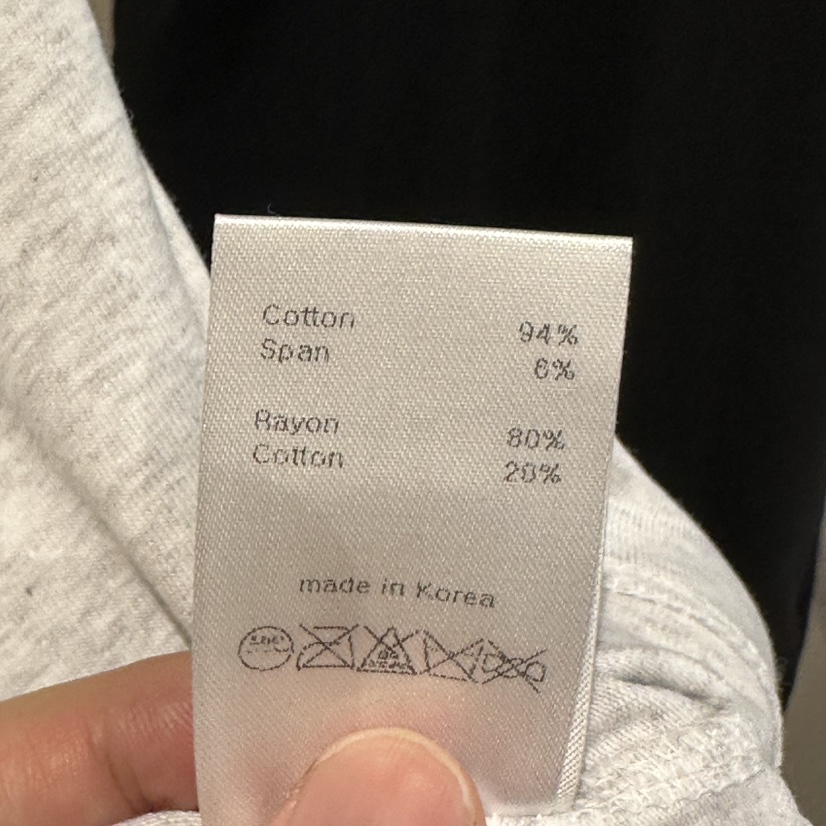 Cotton 94%
Span 6%
Rayon 80%
Cotton 20%
made in Korea